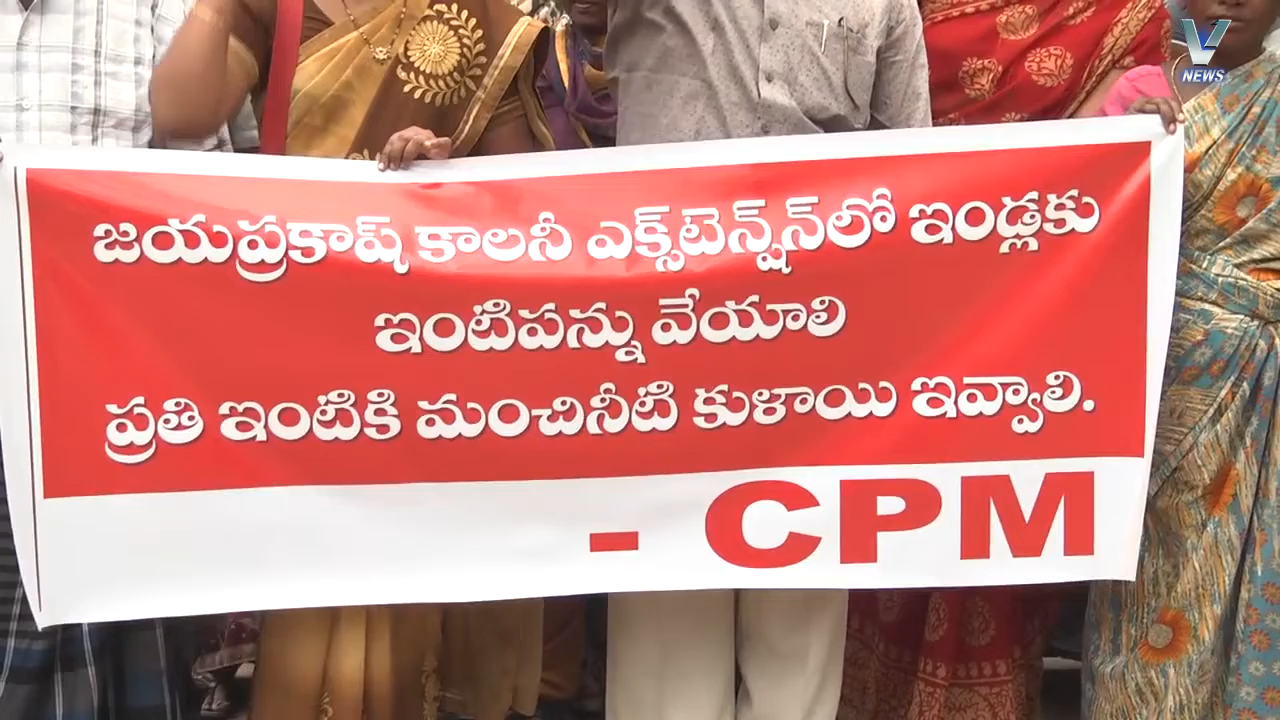 V
NEWS
జయప్రకాష్ కాలనీ ఎక్స్‌టెన్షన్‌లో ఇండ్లకు
ఇంటిపన్ను వేయాలి
ప్రతి ఇంటికి మంచినీటి కుళాయి ఇవ్వాలి.
- CPM